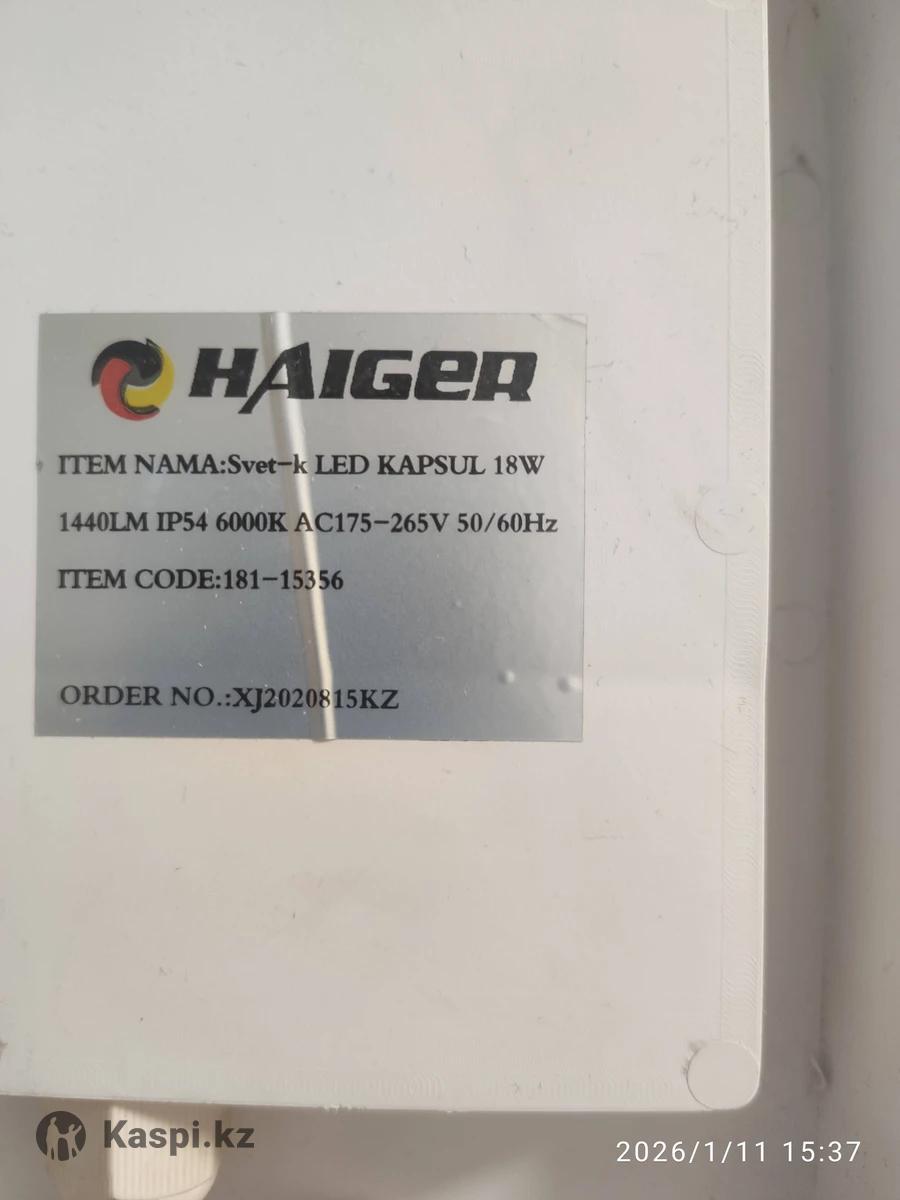 HAIGER
ITEM NAMA:Svet-k LED KAPSUL 18W
1440LM IP54 6000K AC175-265V 50/60Hz
ITEM CODE:181-15356
ORDER NO.:XJ2020815KZ
Kaspi.kz
2026/1/11 15:37